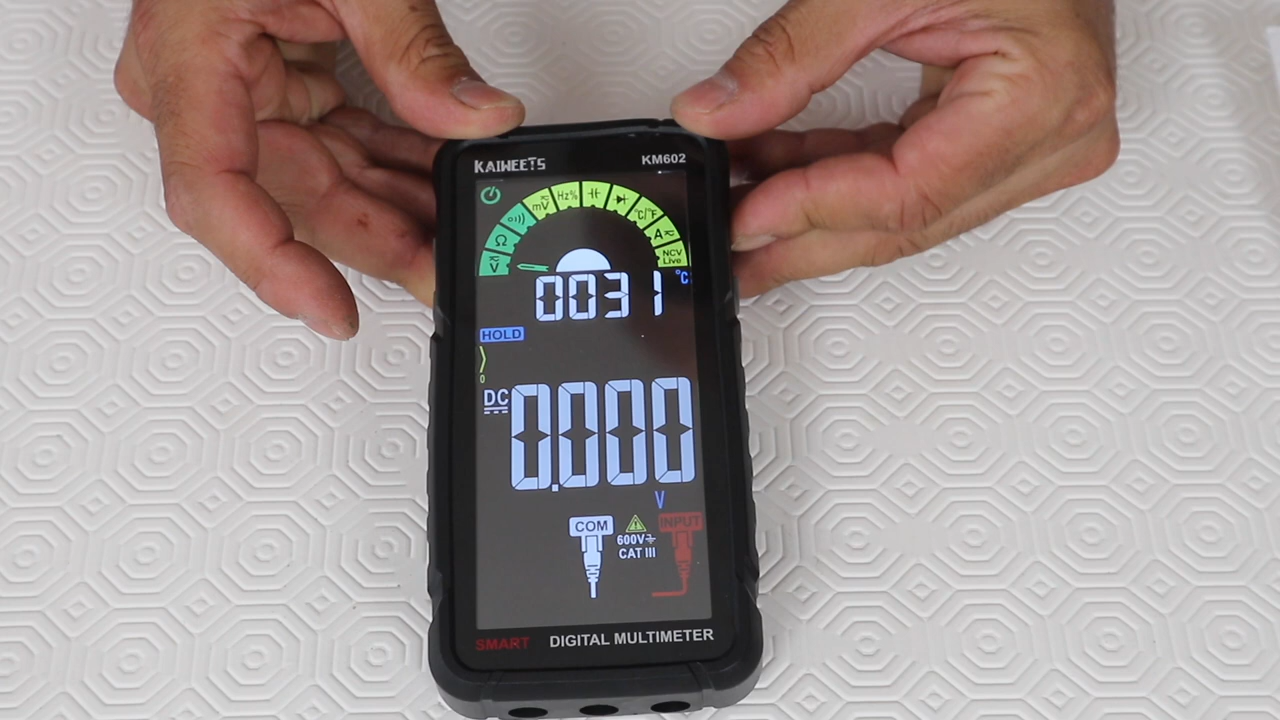 KAIWEETS KM602
V Ω mV Hz% °C/°F A NCV Live
0031 °C
HOLD
0
DC 0.000
V
COM INPUT
600V
CAT III
SMART DIGITAL MULTIMETER